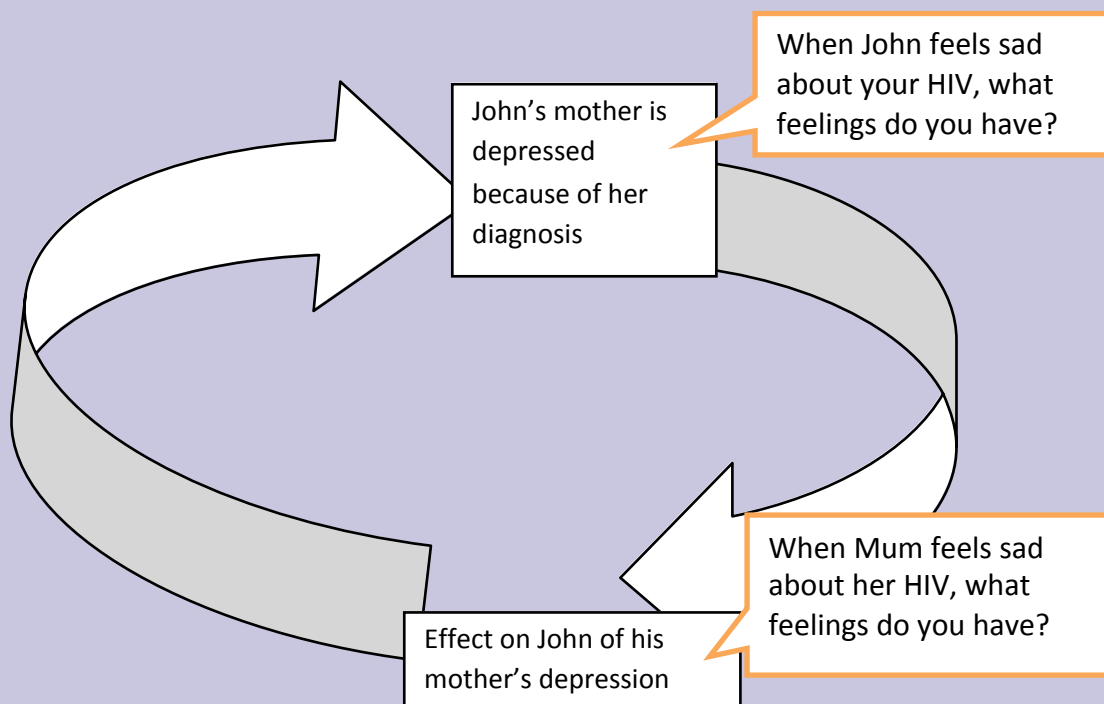 When John feels sad
about your HIV, what
feelings do you have?
John’s mother is
depressed
because of her
diagnosis
When Mum feels sad
about her HIV, what
feelings do you have?
Effect on John of his
mother’s depression